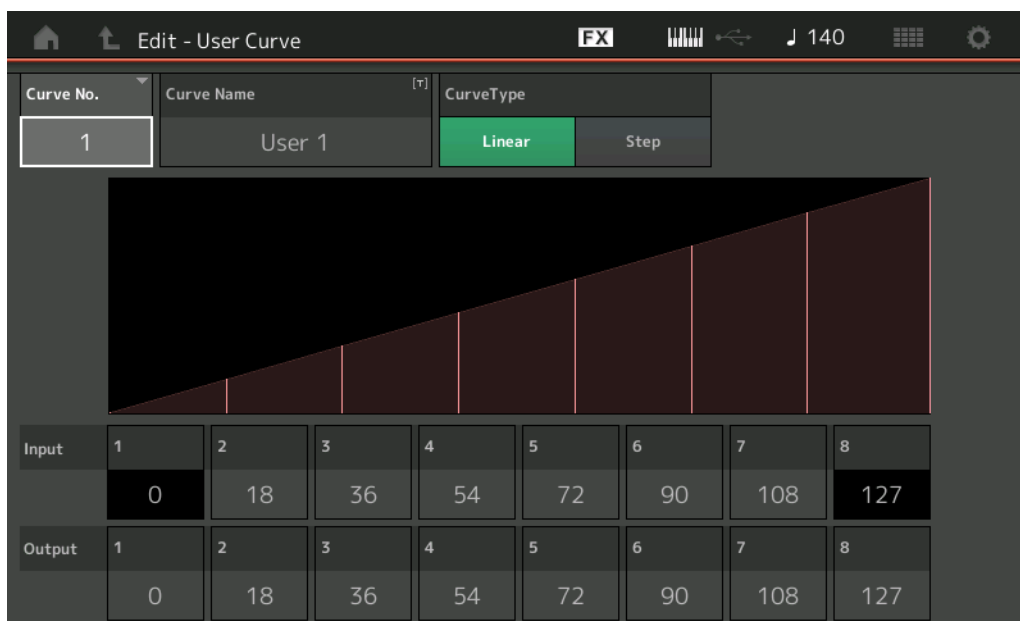 Edit - User Curve FX 140
Curve No. Curve Name [T] CurveType
1 User 1 Linear Step
Input 1 2 3 4 5 6 7 8
0 18 36 54 72 90 108 127
Output 1 2 3 4 5 6 7 8
0 18 36 54 72 90 108 127